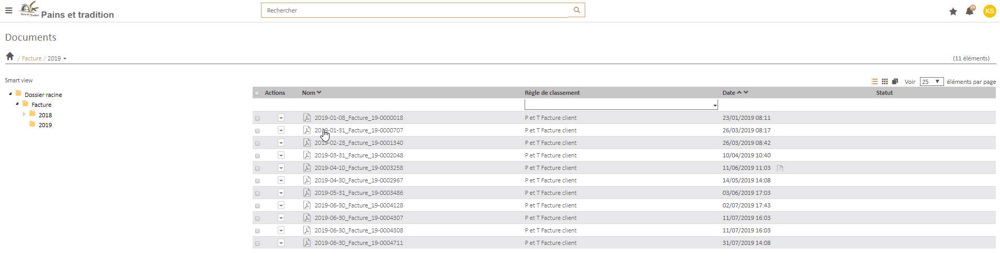 Pains et tradition
Rechercher
26
KS
Documents
/ Facture / 2019
(11 éléments)
Smart view
Voir 25 éléments par page
Dossier racine
Facture
2018
2019
Actions Nom Règle de classement Date Statut
2019-01-08_Facture_19-0000018 P et T Facture client 23/01/2019 08:11
2019-01-31_Facture_19-0000707 P et T Facture client 26/03/2019 08:17
2019-02-28_Facture_19-0001340 P et T Facture client 26/03/2019 08:42
2019-03-31_Facture_19-0002048 P et T Facture client 10/04/2019 10:40
2019-04-10_Facture_19-0003258 P et T Facture client 11/06/2019 11:03
2019-04-30_Facture_19-0002967 P et T Facture client 14/05/2019 14:08
2019-05-31_Facture_19-0003486 P et T Facture client 03/06/2019 17:03
2019-06-30_Facture_19-0004128 P et T Facture client 02/07/2019 17:43
2019-06-30_Facture_19-0004307 P et T Facture client 11/07/2019 16:03
2019-06-30_Facture_19-0004308 P et T Facture client 11/07/2019 16:03
2019-06-30_Facture_19-0004711 P et T Facture client 31/07/2019 14:08